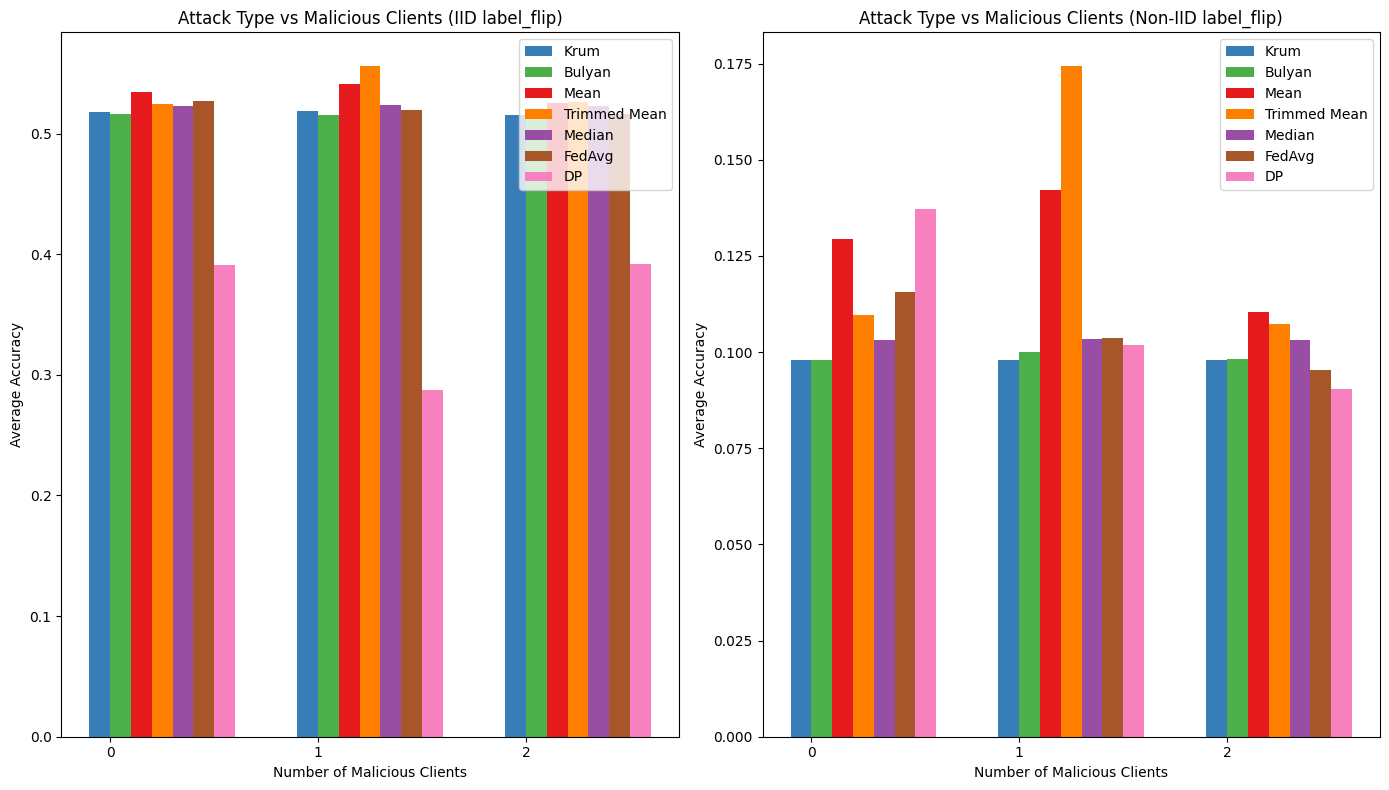 Attack Type vs Malicious Clients (IID label_flip)
Krum
Bulyan
Mean
Trimmed Mean
Median
FedAvg
DP
0.5
0.4
0.3
0.2
0.1
0.0
Average Accuracy
0 1 2
Number of Malicious Clients
Attack Type vs Malicious Clients (Non-IID label_flip)
Krum
Bulyan
Mean
Trimmed Mean
Median
FedAvg
DP
0.175
0.150
0.125
0.100
0.075
0.050
0.025
0.000
Average Accuracy
0 1 2
Number of Malicious Clients